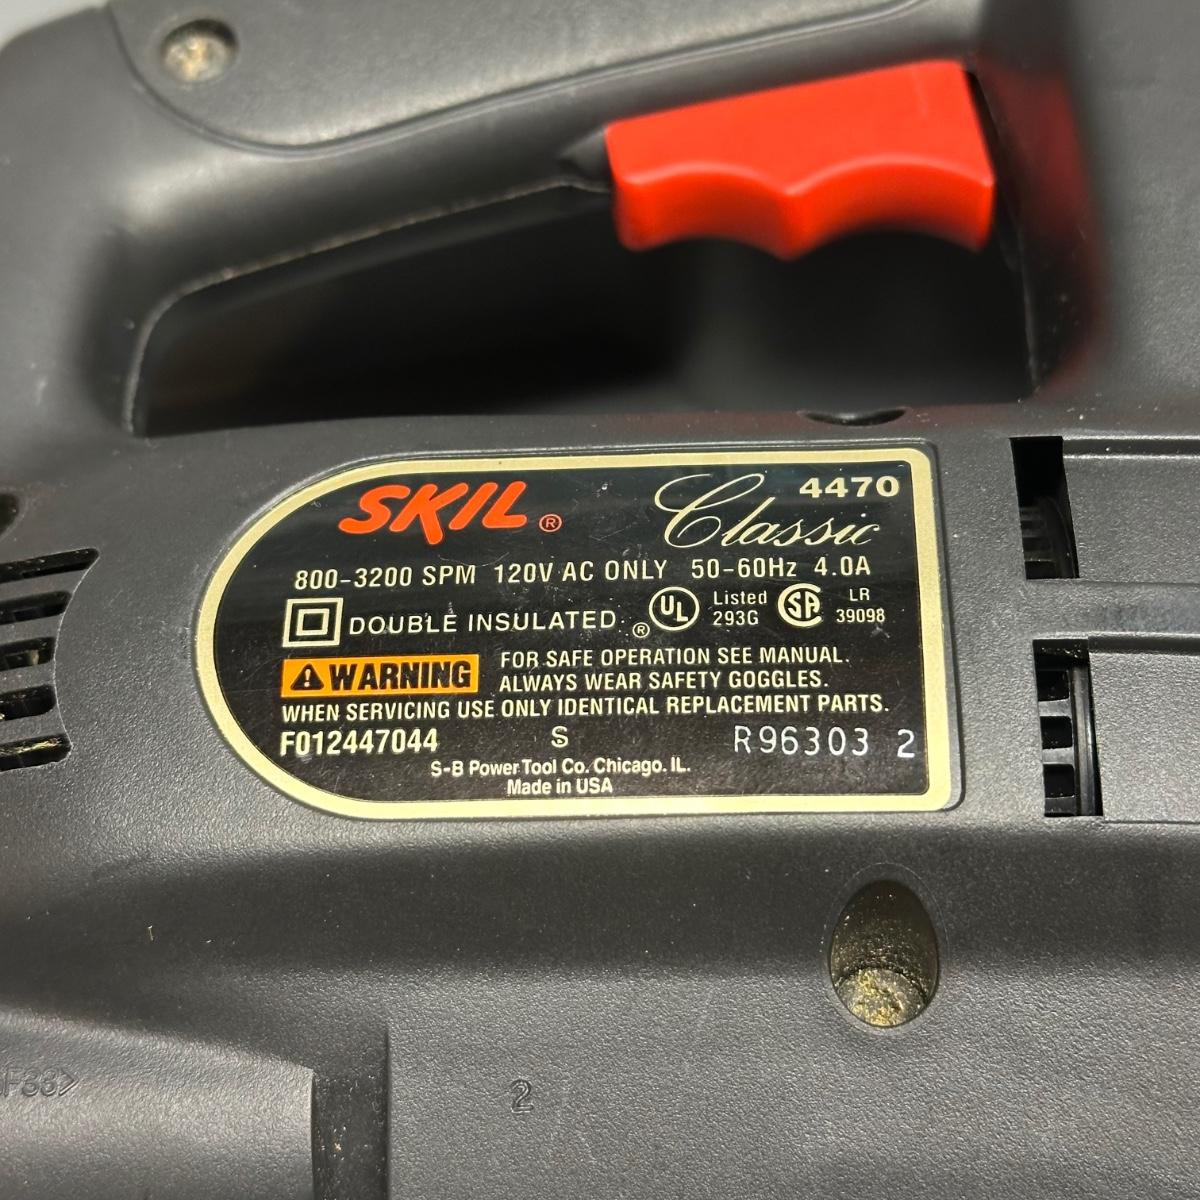 SKIL ® Classic 4470
800-3200 SPM 120V AC ONLY 50-60Hz 4.0A
DOUBLE INSULATED ® UL Listed 293G SA LR 39098
WARNING FOR SAFE OPERATION SEE MANUAL.
ALWAYS WEAR SAFETY GOGGLES.
WHEN SERVICING USE ONLY IDENTICAL REPLACEMENT PARTS.
F012447044 S R96303 2
S-B Power Tool Co. Chicago. IL.
Made in USA
2